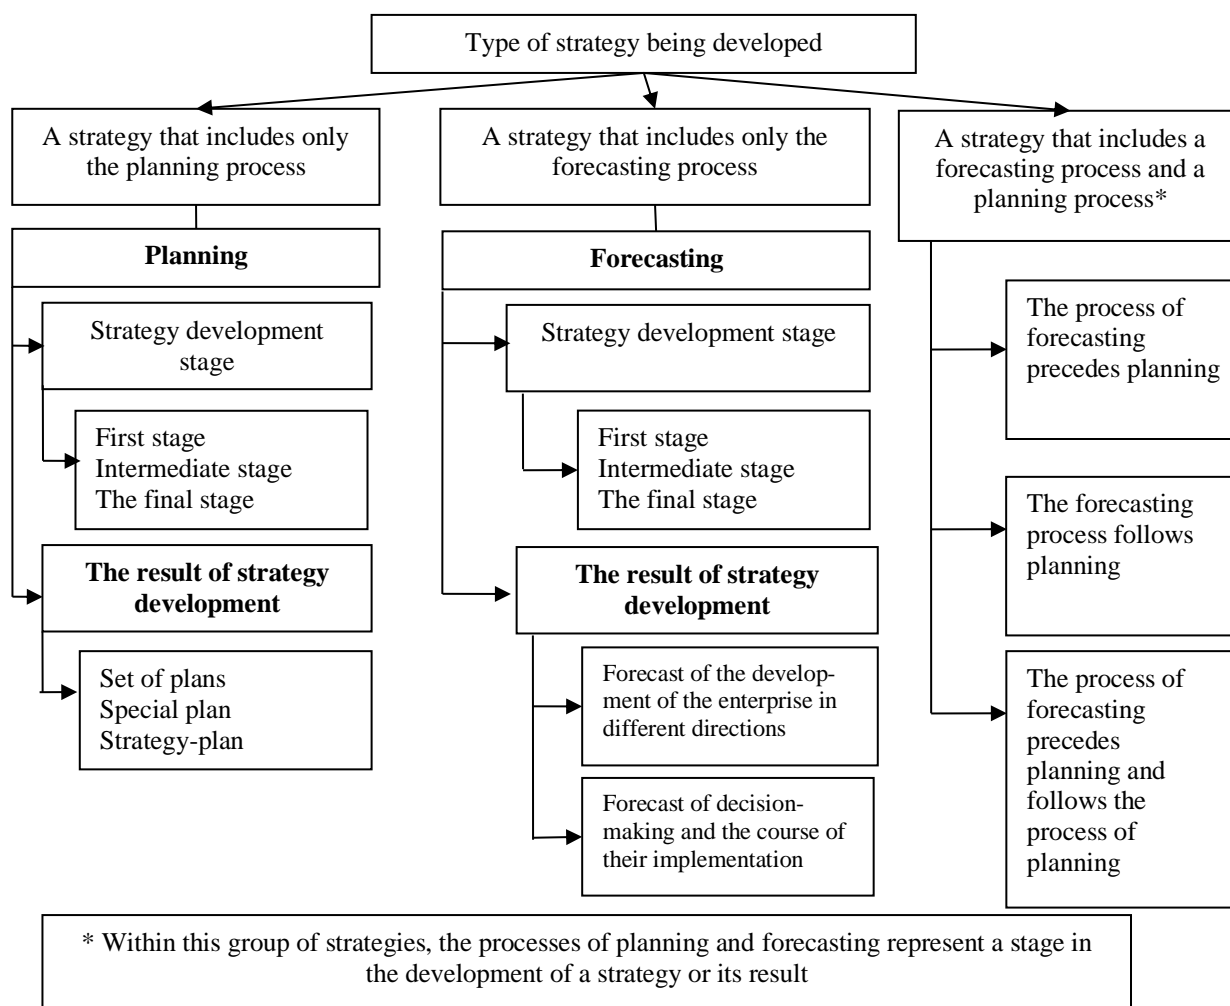 Type of strategy being developed
A strategy that includes only
the planning process
Planning
Strategy development
stage
First stage
Intermediate stage
The final stage
The result of strategy
development
Set of plans
Special plan
Strategy-plan
A strategy that includes only the
forecasting process
Forecasting
Strategy development stage
First stage
Intermediate stage
The final stage
The result of strategy
development
Forecast of the develop-
ment of the enterprise in
different directions
Forecast of decision-
making and the course of
their implementation
A strategy that includes a
forecasting process and a
planning process*
The process of
forecasting
precedes planning
The forecasting
process follows
planning
The process of
forecasting
precedes
planning and
follows the
process of
planning
* Within this group of strategies, the processes of planning and forecasting represent a stage in
the development of a strategy or its result